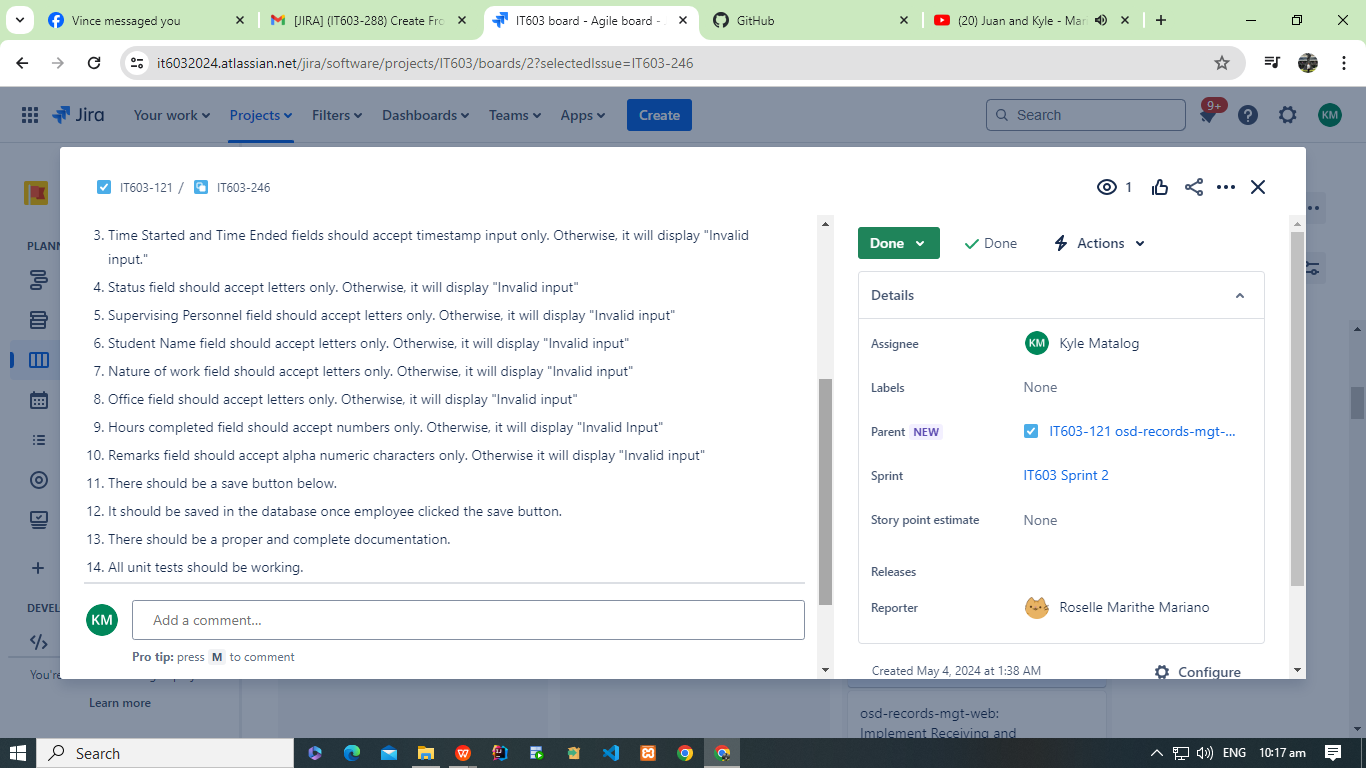 Vince messaged you
[JIRA] (IT603-288) Create Fro
IT603 board - Agile board -
GitHub
(20) Juan and Kyle - Mari
it6032024.atlassian.net/jira/software/projects/IT603/boards/2?selectedIssue=IT603-246
Jira
Your work
Projects
Filters
Dashboards
Teams
Apps
Create
Search
9+
KM
IT603-121 / IT603-246
1
PLANN
3. Time Started and Time Ended fields should accept timestamp input only. Otherwise, it will display "Invalid
input."
4. Status field should accept letters only. Otherwise, it will display "Invalid input"
5. Supervising Personnel field should accept letters only. Otherwise, it will display "Invalid input"
6. Student Name field should accept letters only. Otherwise, it will display "Invalid input"
7. Nature of work field should accept letters only. Otherwise, it will display "Invalid input"
8. Office field should accept letters only. Otherwise, it will display "Invalid input"
9. Hours completed field should accept numbers only. Otherwise, it will display "Invalid Input"
10. Remarks field should accept alpha numeric characters only. Otherwise it will display "Invalid input"
11. There should be a save button below.
12. It should be saved in the database once employee clicked the save button.
13. There should be a proper and complete documentation.
14. All unit tests should be working.
KM
Add a comment...
Pro tip: press M to comment
Done
Done
Actions
Details
Assignee
KM Kyle Matalog
Labels
None
Parent NEW
IT603-121 osd-records-mgt-...
Sprint
IT603 Sprint 2
Story point estimate
None
Releases
Reporter
Roselle Marithe Mariano
Created May 4, 2024 at 1:38 AM
Configure
DEVEL
You're
Learn more
osd-records-mgt-web:
Implement Receiving and
Search
ENG
10:17 am